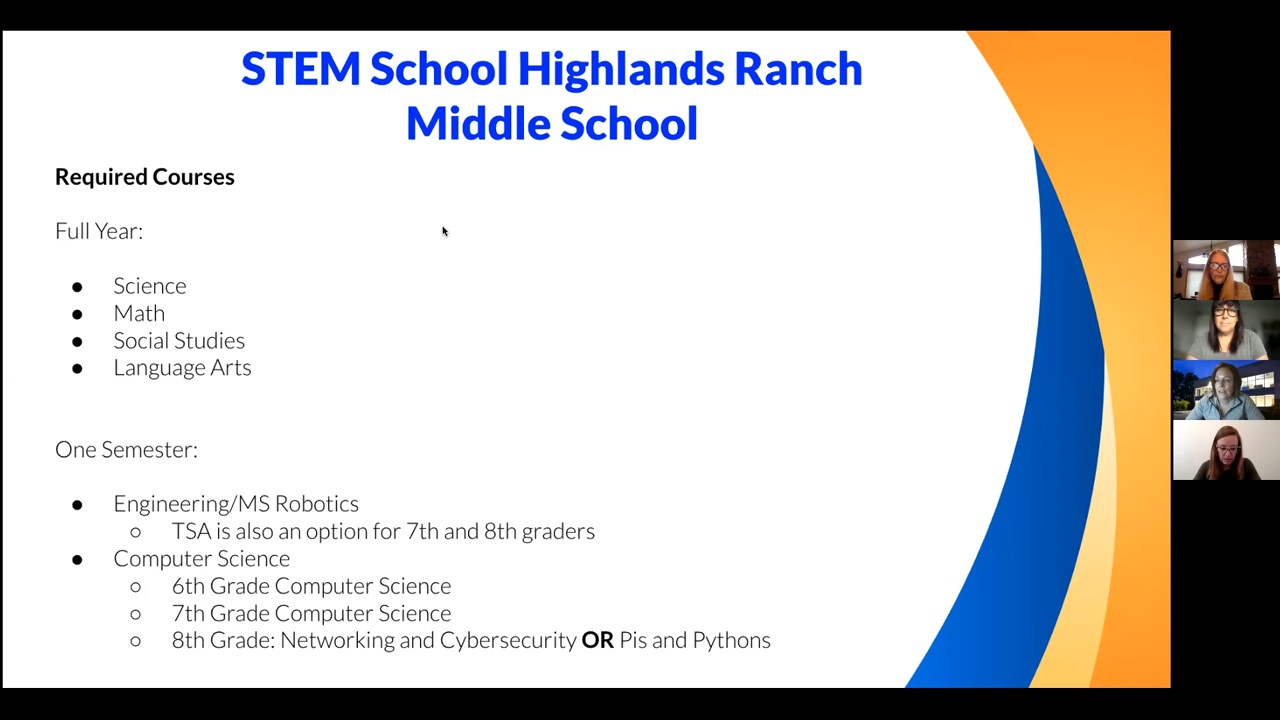 STEM School Highlands Ranch
Middle School
Required Courses
Full Year:
● Science
● Math
● Social Studies
● Language Arts
One Semester:
● Engineering/MS Robotics
○ TSA is also an option for 7th and 8th graders
● Computer Science
○ 6th Grade Computer Science
○ 7th Grade Computer Science
○ 8th Grade: Networking and Cybersecurity OR Pis and Pythons